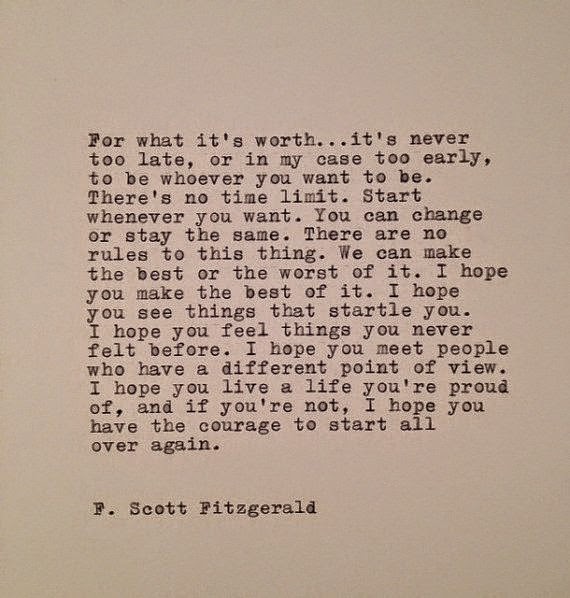 For what it's worth...it's never
too late, or in my case too early,
to be whoever you want to be.
There's no time limit. Start
whenever you want. You can change
or stay the same. There are no
rules to this thing. We can make
the best or the worst of it. I hope
you make the best of it. I hope
you see things that startle you.
I hope you feel things you never
felt before. I hope you meet people
who have a different point of view.
I hope you live a life you're proud
of, and if you're not, I hope you
have the courage to start all
over again.
F. Scott Fitzgerald